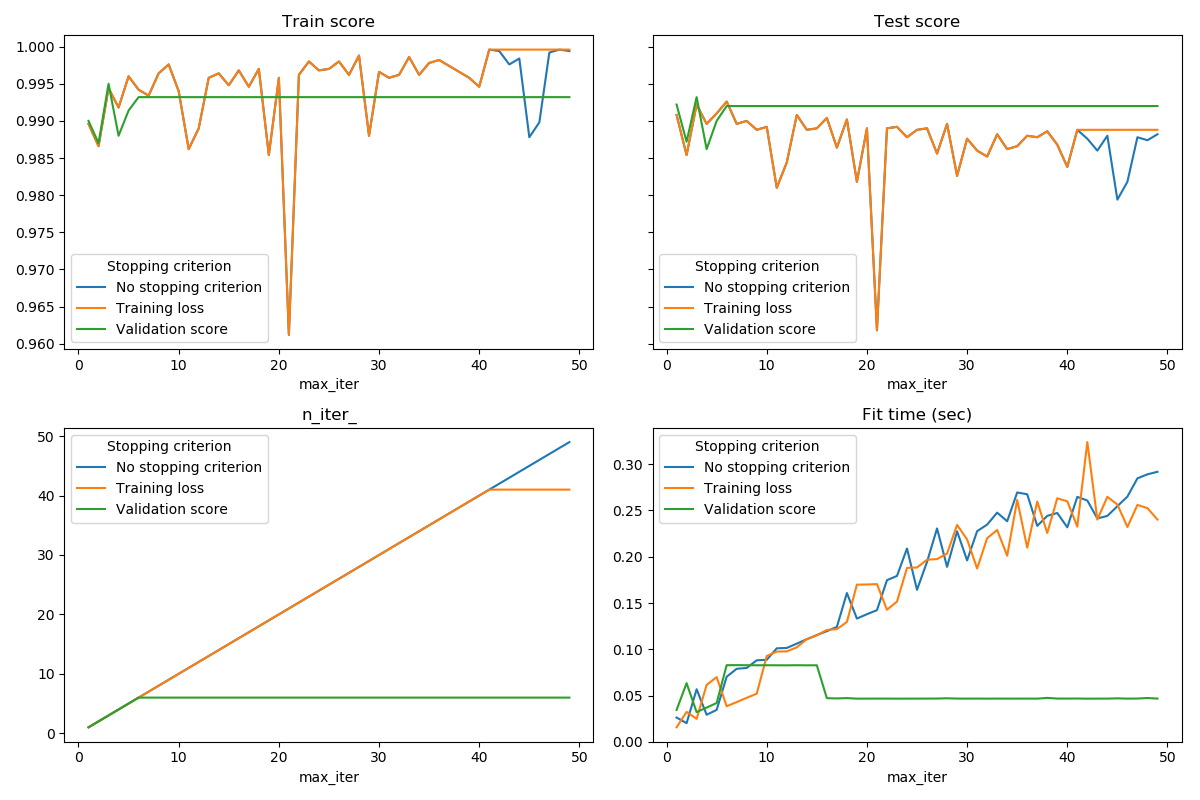 Train score
1.000
0.995
0.990
0.985
0.980
0.975
0.970
0.965
0.960
Stopping criterion
No stopping criterion
Training loss
Validation score
0 10 20 30 40 50
max_iter
Test score
Stopping criterion
No stopping criterion
Training loss
Validation score
0 10 20 30 40 50
max_iter
n_iter_
50
40
30
20
10
0
Stopping criterion
No stopping criterion
Training loss
Validation score
0 10 20 30 40 50
max_iter
Fit time (sec)
0.30
0.25
0.20
0.15
0.10
0.05
0.00
Stopping criterion
No stopping criterion
Training loss
Validation score
0 10 20 30 40 50
max_iter